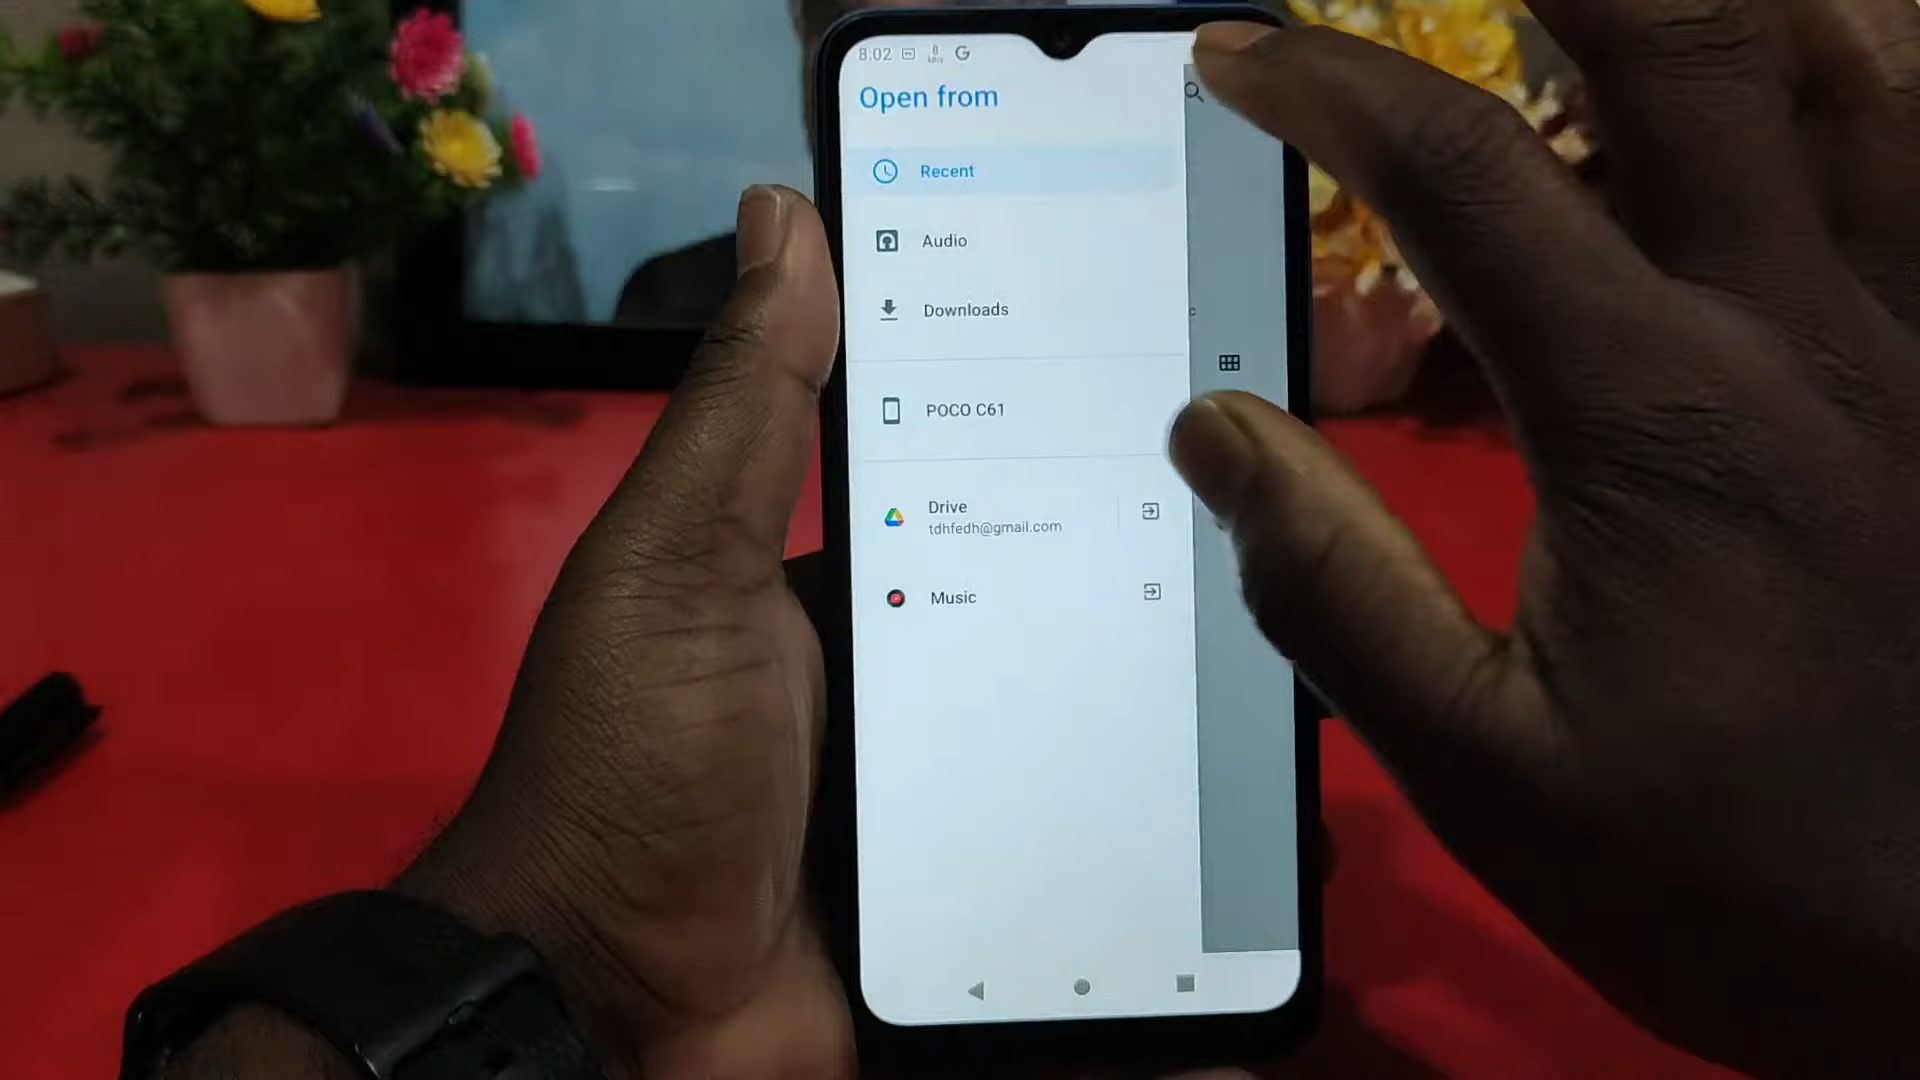 8:02
Open from
Recent
Audio
Downloads
POCO C61
Drive
tdhfedh@gmail.com
Music